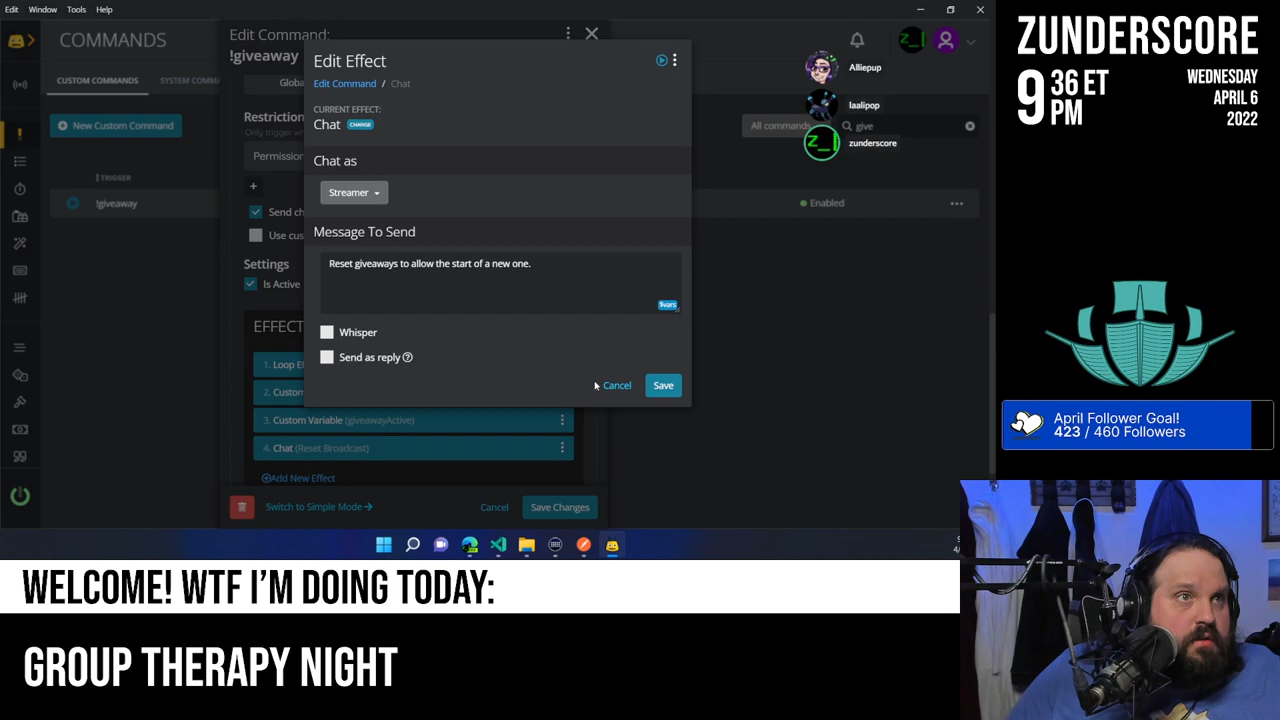 Edit Window Tools Help
COMMANDS
CUSTOM COMMANDS SYSTEM COMMA
New Custom Command
All commands give
TRIGGER
!giveaway
Enabled
Edit Command:
!giveaway
Globa
Restriction
Only trigger w
Permission
+
Send ch
Use cus
Settings
Is Active
EFFECT
1. Loop Ef
2. Custom
3. Custom Variable (giveawayActive)
4. Chat (Reset Broadcast)
Add New Effect
Switch to Simple Mode
Cancel
Save Changes
Edit Effect
Edit Command / Chat
CURRENT EFFECT:
Chat CHANGE
Chat as
Streamer
Message To Send
Reset giveaways to allow the start of a new one.
$vars
Whisper
Send as reply
Cancel
Save
Alliepup
laalipop
z_l zunderscore
ZUNDERSCORE
9 36 ET
PM
WEDNESDAY
APRIL 6
2022
April Follower Goal!
423 / 460 Followers
WELCOME! WTF I'M DOING TODAY:
GROUP THERAPY NIGHT